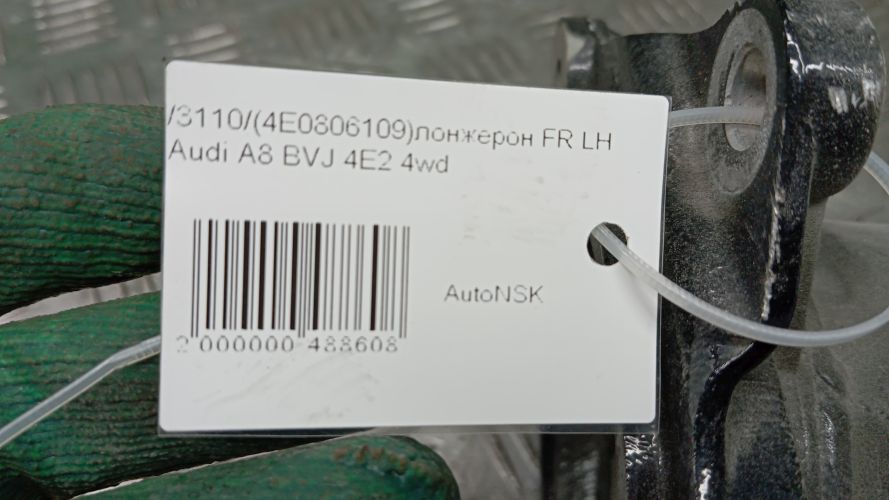 /3110/(4E0806109)лонжерон FR LH
Audi A8 BVJ 4E2 4wd
AutoNSK
2 000000 488608